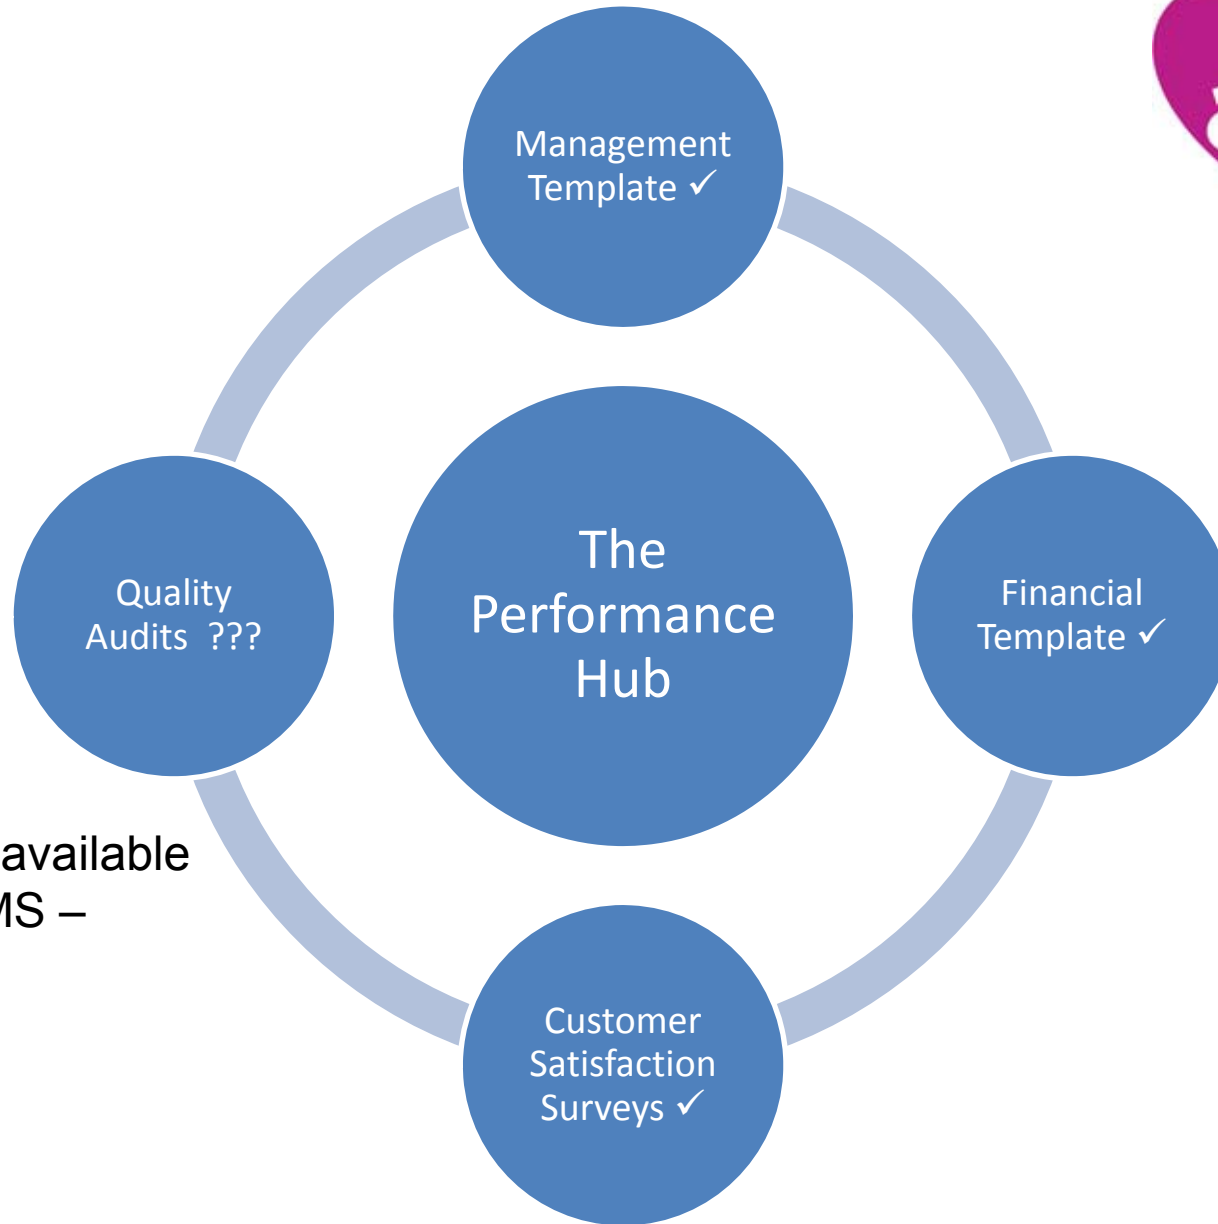 Management
Template ✓
The
Performance
Hub
Quality
Audits ???
Financial
Template ✓
available
MS –
Customer
Satisfaction
Surveys ✓